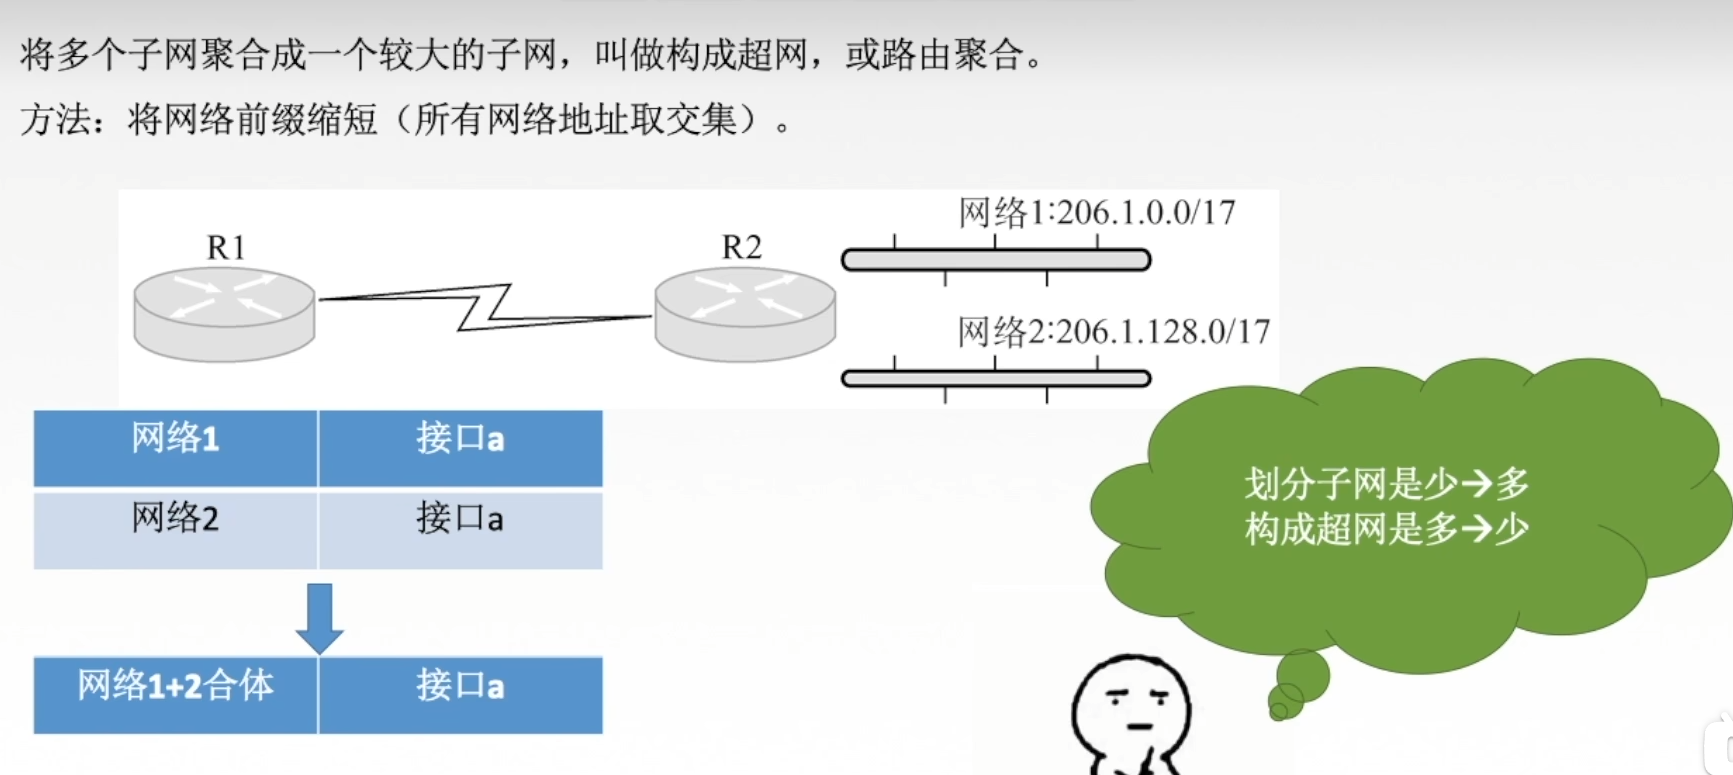 将多个子网聚合成一个较大的子网，叫做构成超网，或路由聚合。
方法：将网络前缀缩短（所有网络地址取交集）。
网络1:206.1.0.0/17
R1
R2
网络2:206.1.128.0/17
网络1 接口a
网络2 接口a
划分子网是少→多
构成超网是多→少
网络1+2合体 接口a